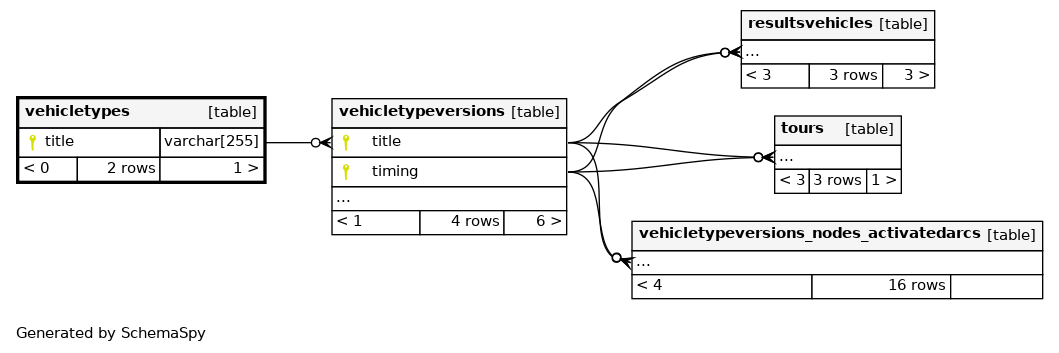 resultsvehicles [table]
...
< 3 3 rows 3 >
vehicletypes [table]
title varchar[255]
< 0 2 rows 1 >
vehicletypeversions [table]
title
timing
...
< 1 4 rows 6 >
tours [table]
...
< 3 3 rows 1 >
vehicletypeversions_nodes_activatedarcs [table]
...
< 4 16 rows
Generated by SchemaSpy